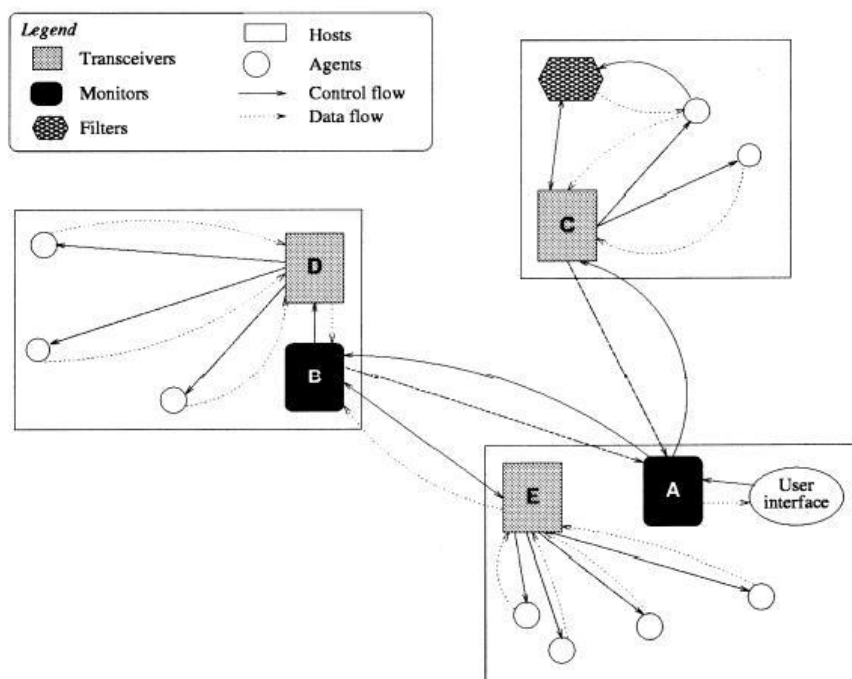 Legend
Transceivers
Monitors
Filters
Hosts
Agents
Control flow
Data flow
C
D
B
E
A
User
interface